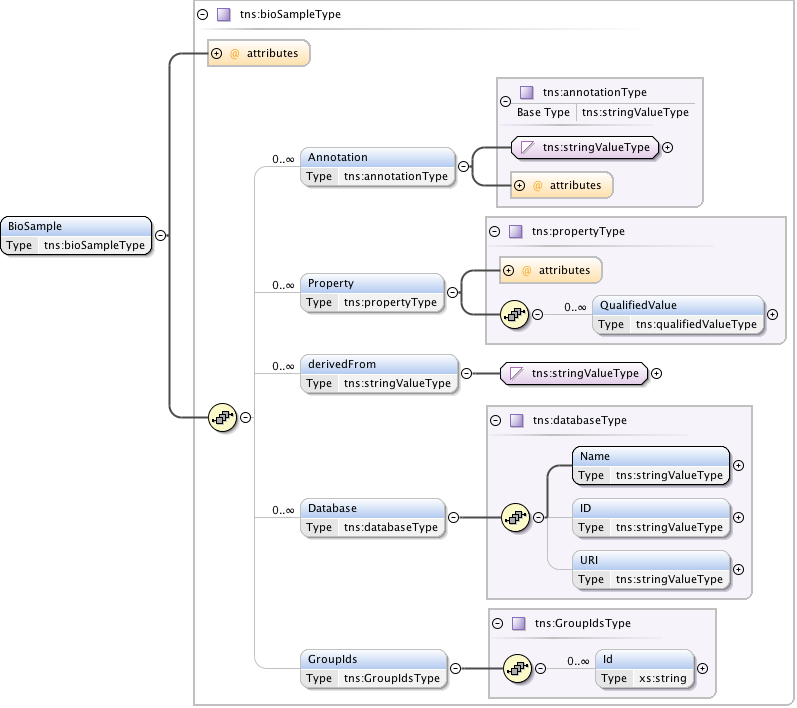 tns:bioSampleType
@ attributes
tns:annotationType
Base Type tns:stringValueType
0..∞ Annotation
Type tns:annotationType
tns:stringValueType
@ attributes
BioSample
Type tns:bioSampleType
tns:propertyType
@ attributes
0..∞ Property
Type tns:propertyType
0..∞ QualifiedValue
Type tns:qualifiedValueType
0..∞ derivedFrom
Type tns:stringValueType
tns:stringValueType
tns:databaseType
Name
Type tns:stringValueType
0..∞ Database
Type tns:databaseType
ID
Type tns:stringValueType
URI
Type tns:stringValueType
tns:GroupIdsType
GroupIds
Type tns:GroupIdsType
0..∞ Id
Type xs:string